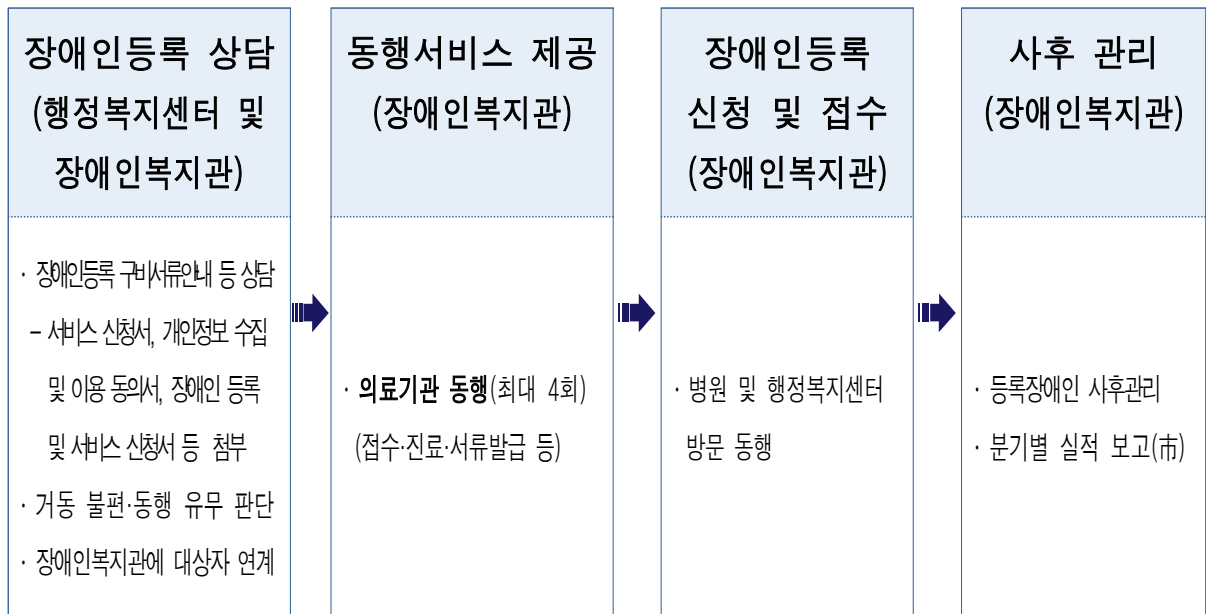 장애인등록 상담
(행정복지센터 및
장애인복지관)
· 장애인등록 구비서류안내 등 상담
- 서비스 신청서, 개인정보 수집
및 이용 동의서, 장애인 등록
및 서비스 신청서 등 첨부
· 거동 불편·동행 유무 판단
· 장애인복지관에 대상자 연계
동행서비스 제공
(장애인복지관)
· 의료기관 동행(최대 4회)
(접수·진료·서류발급 등)
장애인등록
신청 및 접수
(장애인복지관)
· 병원 및 행정복지센터
방문 동행
사후 관리
(장애인복지관)
· 등록장애인 사후관리
· 분기별 실적 보고(市)